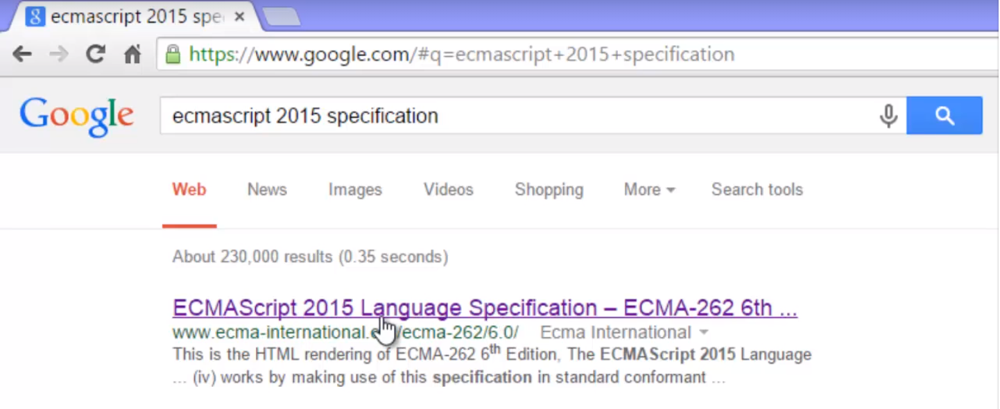 ecmascript 2015 spe
https://www.google.com/#q=ecmascript+2015+specification
Google ecmascript 2015 specification
Web News Images Videos Shopping More Search tools
About 230,000 results (0.35 seconds)
ECMAScript 2015 Language Specification – ECMA-262 6th ...
www.ecma-international. /ecma-262/6.0/ Ecma International
This is the HTML rendering of ECMA-262 6th Edition, The ECMAScript 2015 Language
... (iv) works by making use of this specification in standard conformant ...